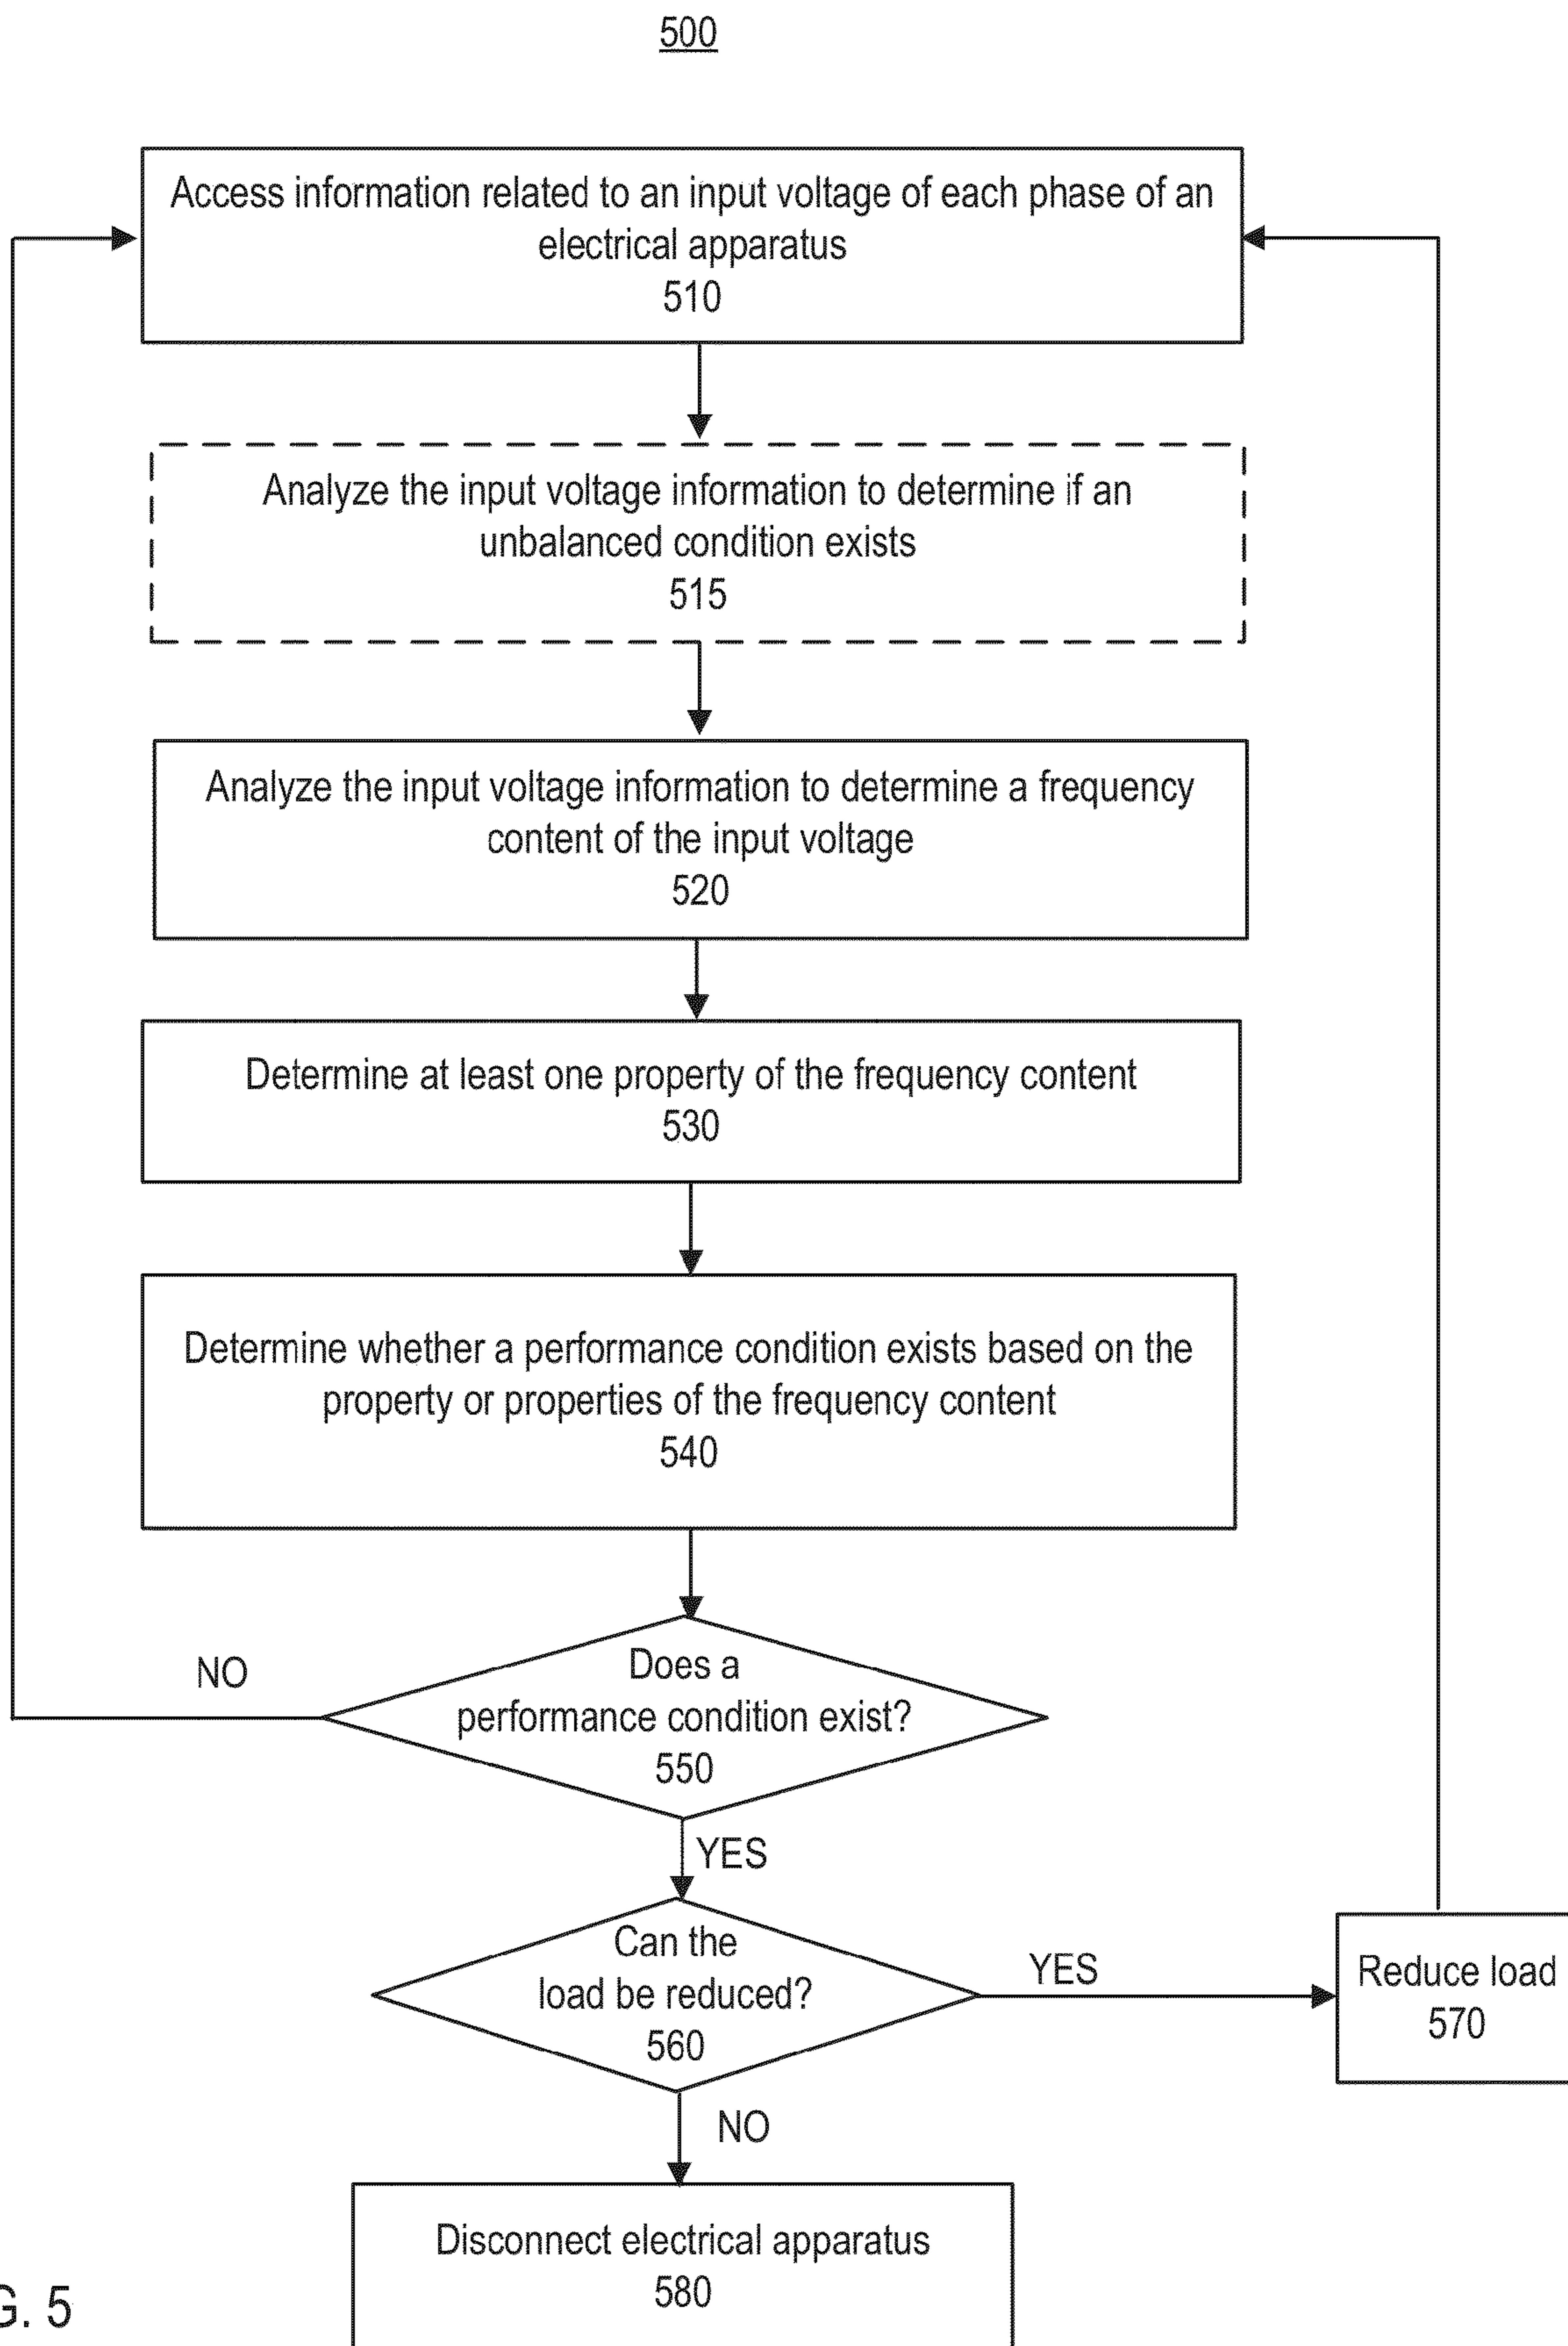 500
Access information related to an input voltage of each phase of an
electrical apparatus
510
Analyze the input voltage information to determine if an
unbalanced condition exists
515
Analyze the input voltage information to determine a frequency
content of the input voltage
520
Determine at least one property of the frequency content
530
Determine whether a performance condition exists based on the
property or properties of the frequency content
540
NO
Does a
performance condition exist?
550
YES
Can the
load be reduced?
560
YES
Reduce load
570
NO
Disconnect electrical apparatus
580
G. 5